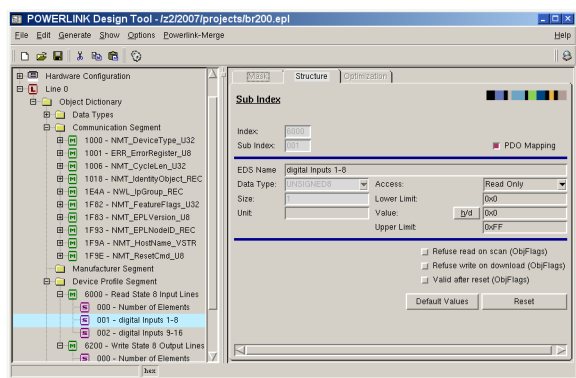 POWERLINK Design Tool - /z2/2007/projects/br200.epl
File Edit Generate Show Options Powerlink-Merge Help
Hardware Configuration
Line 0
Object Dictionary
Data Types
Communication Segment
1000 - NMT_DeviceType_U32
1001 - ERR_ErrorRegister_U8
1006 - NMT_CycleLen_U32
1018 - NMT_IdentityObject_REC
1E4A - NWL_IpGroup_REC
1F82 - NMT_FeatureFlags_U32
1F83 - NMT_EPLVersion_U8
1F93 - NMT_EPLNodeID_REC
1F9A - NMT_HostName_VSTR
1F9E - NMT_ResetCmd_U8
Manufacturer Segment
Device Profile Segment
6000 - Read State 8 Input Lines
000 - Number of Elements
001 - digital Inputs 1-8
002 - digital Inputs 9-16
6200 - Write State 8 Output Lines
000 - Number of Elements
Mask Structure Optimization
Sub Index
Index: 6000
Sub Index: 001 PDO Mapping
EDS Name digital Inputs 1-8
Data Type: UNSIGNED8 Access: Read Only
Size: 1 Lower Limit: 0x0
Unit: Value: h/d 0x0
Upper Limit: 0xFF
Refuse read on scan (ObjFlags)
Refuse write on download (ObjFlags)
Valid after reset (ObjFlags)
Default Values Reset
hex